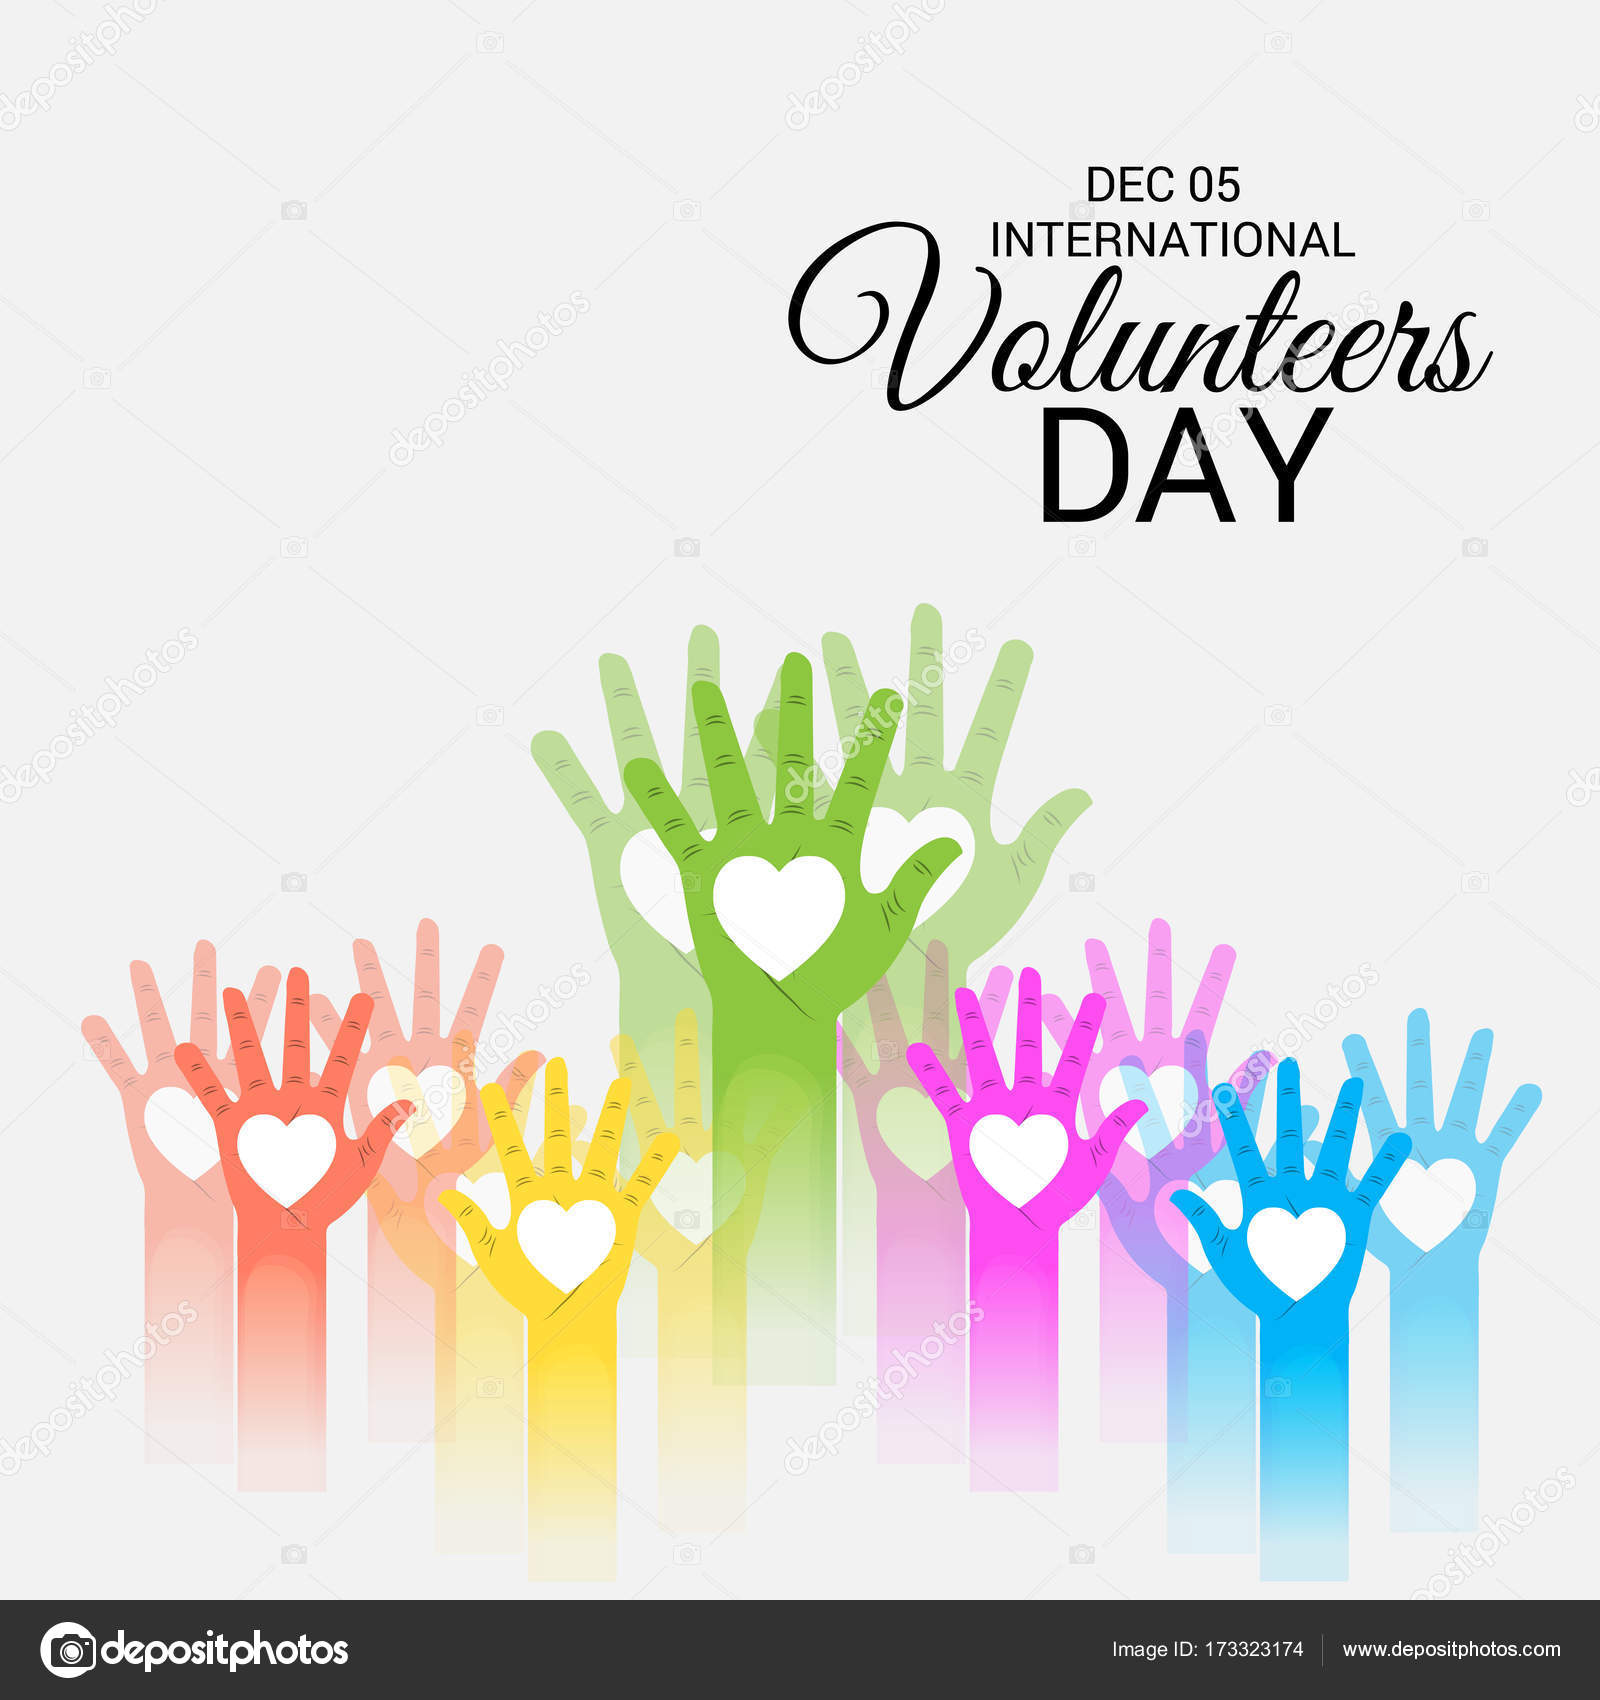 DEC 05
INTERNATIONAL
Volunteers
DAY
depositphotos
Image ID: 173323174
www.depositphotos.com